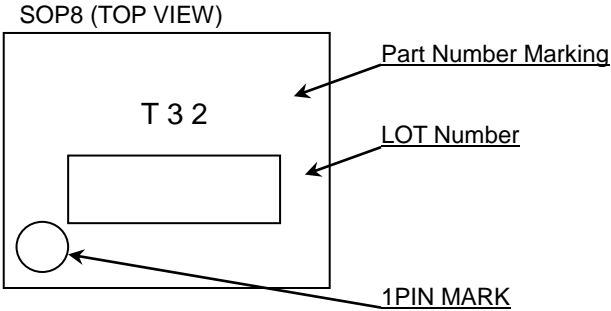 SOP8 (TOP VIEW)
Part Number Marking
T 3 2
LOT Number
1PIN MARK